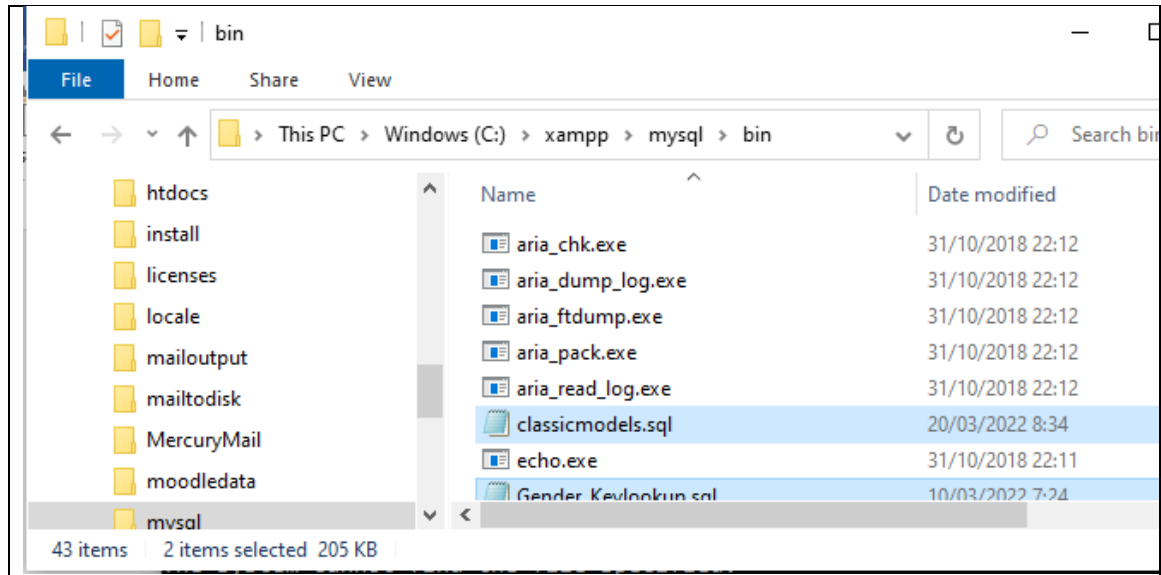 bin
File Home Share View
This PC > Windows (C:) > xampp > mysql > bin Search bin
Name Date modified
htdocs
install
licenses
locale
mailoutput
mailtodisk
MercuryMail
moodledata
mysql
aria_chk.exe 31/10/2018 22:12
aria_dump_log.exe 31/10/2018 22:12
aria_ftdump.exe 31/10/2018 22:12
aria_pack.exe 31/10/2018 22:12
aria_read_log.exe 31/10/2018 22:12
classicmodels.sql 20/03/2022 8:34
echo.exe 31/10/2018 22:11
Gender_Keylookup.sql 10/03/2022 7:24
43 items 2 items selected 205 KB